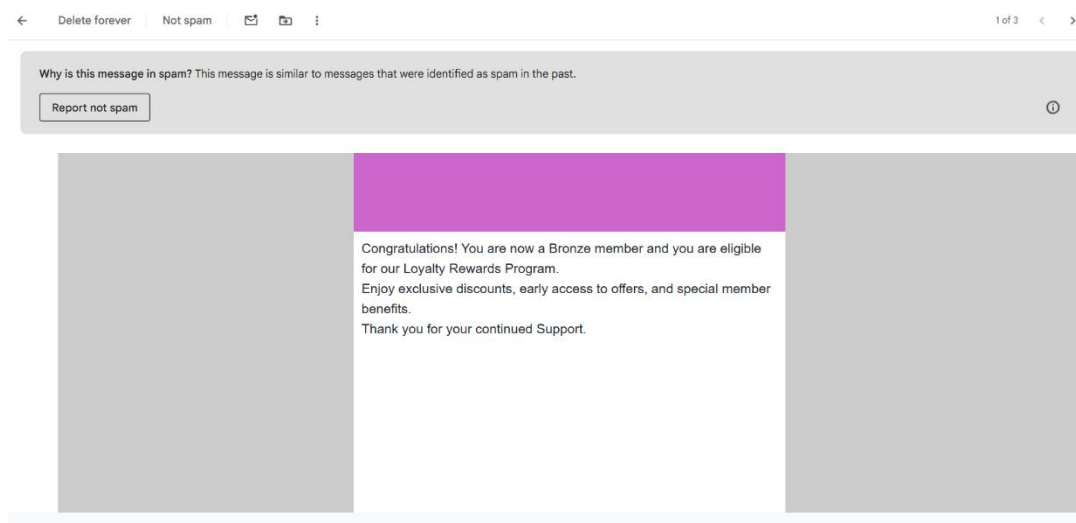 Delete forever
Not spam
1 of 3
Why is this message in spam? This message is similar to messages that were identified as spam in the past.
Report not spam
Congratulations! You are now a Bronze member and you are eligible
for our Loyalty Rewards Program.
Enjoy exclusive discounts, early access to offers, and special member
benefits.
Thank you for your continued Support.